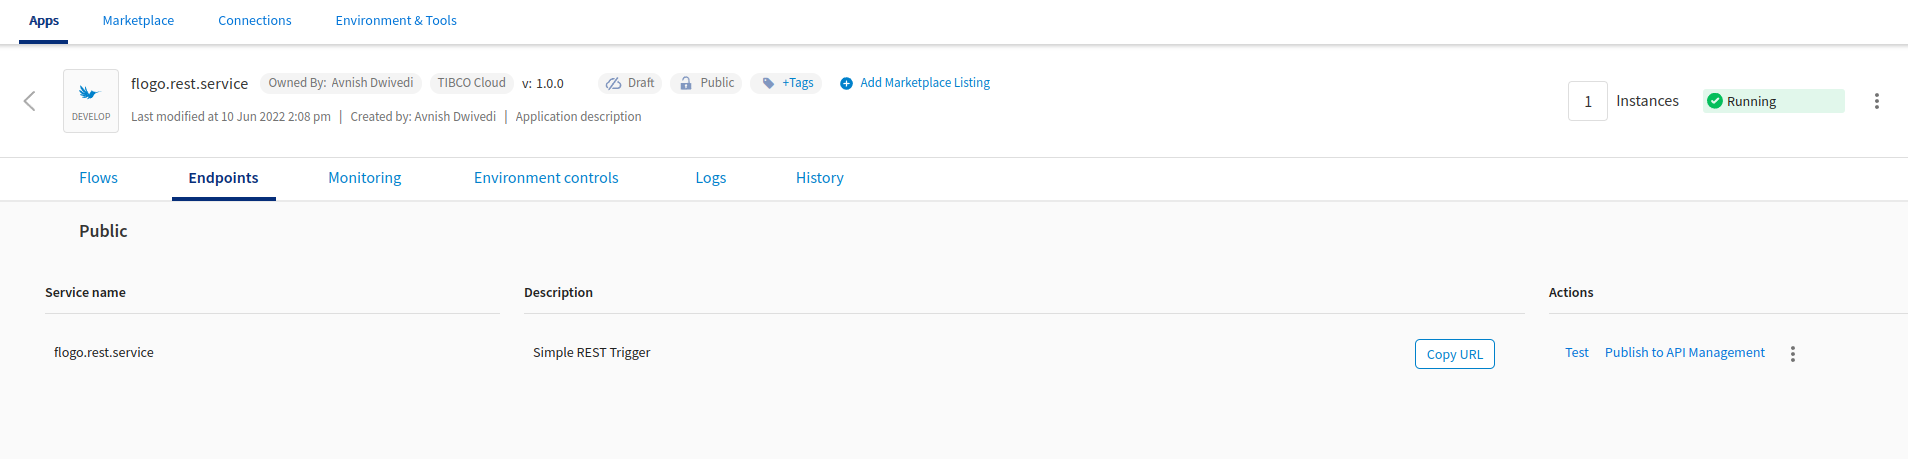 Apps Marketplace Connections Environment & Tools
flogo.rest.service Owned By: Avnish Dwivedi TIBCO Cloud v: 1.0.0 Draft Public +Tags Add Marketplace Listing
DEVELOP
Last modified at 10 Jun 2022 2:08 pm | Created by: Avnish Dwivedi | Application description
1 Instances Running
Flows Endpoints Monitoring Environment controls Logs History
Public
Service name Description Actions
flogo.rest.service Simple REST Trigger Copy URL Test Publish to API Management